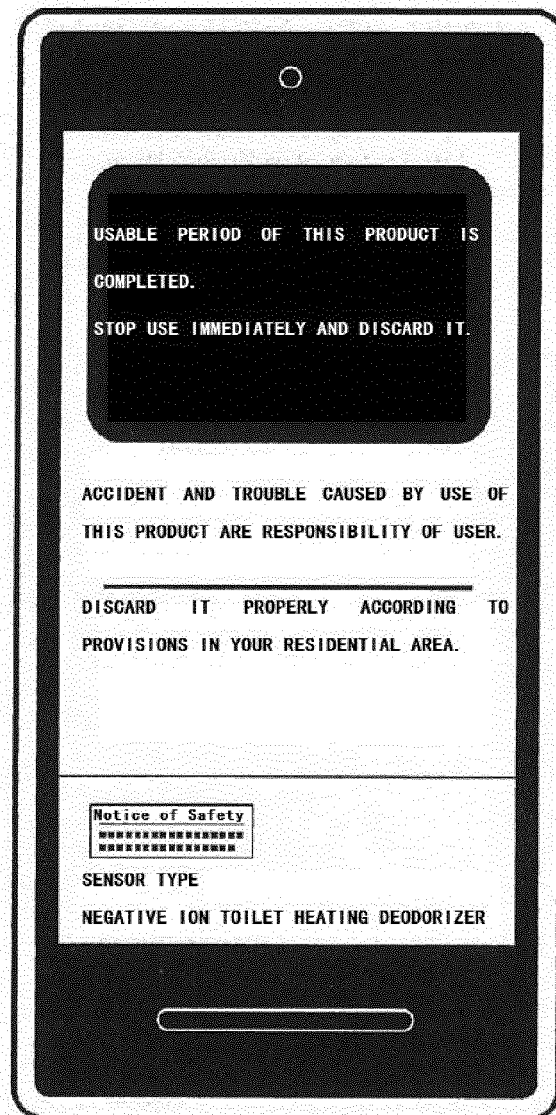 USABLE PERIOD OF THIS PRODUCT IS
COMPLETED.
STOP USE IMMEDIATELY AND DISCARD IT.
ACCIDENT AND TROUBLE CAUSED BY USE OF
THIS PRODUCT ARE RESPONSIBILITY OF USER.
DISCARD IT PROPERLY ACCORDING TO
PROVISIONS IN YOUR RESIDENTIAL AREA.
Notice of Safety
SENSOR TYPE
NEGATIVE ION TOILET HEATING DEODORIZER